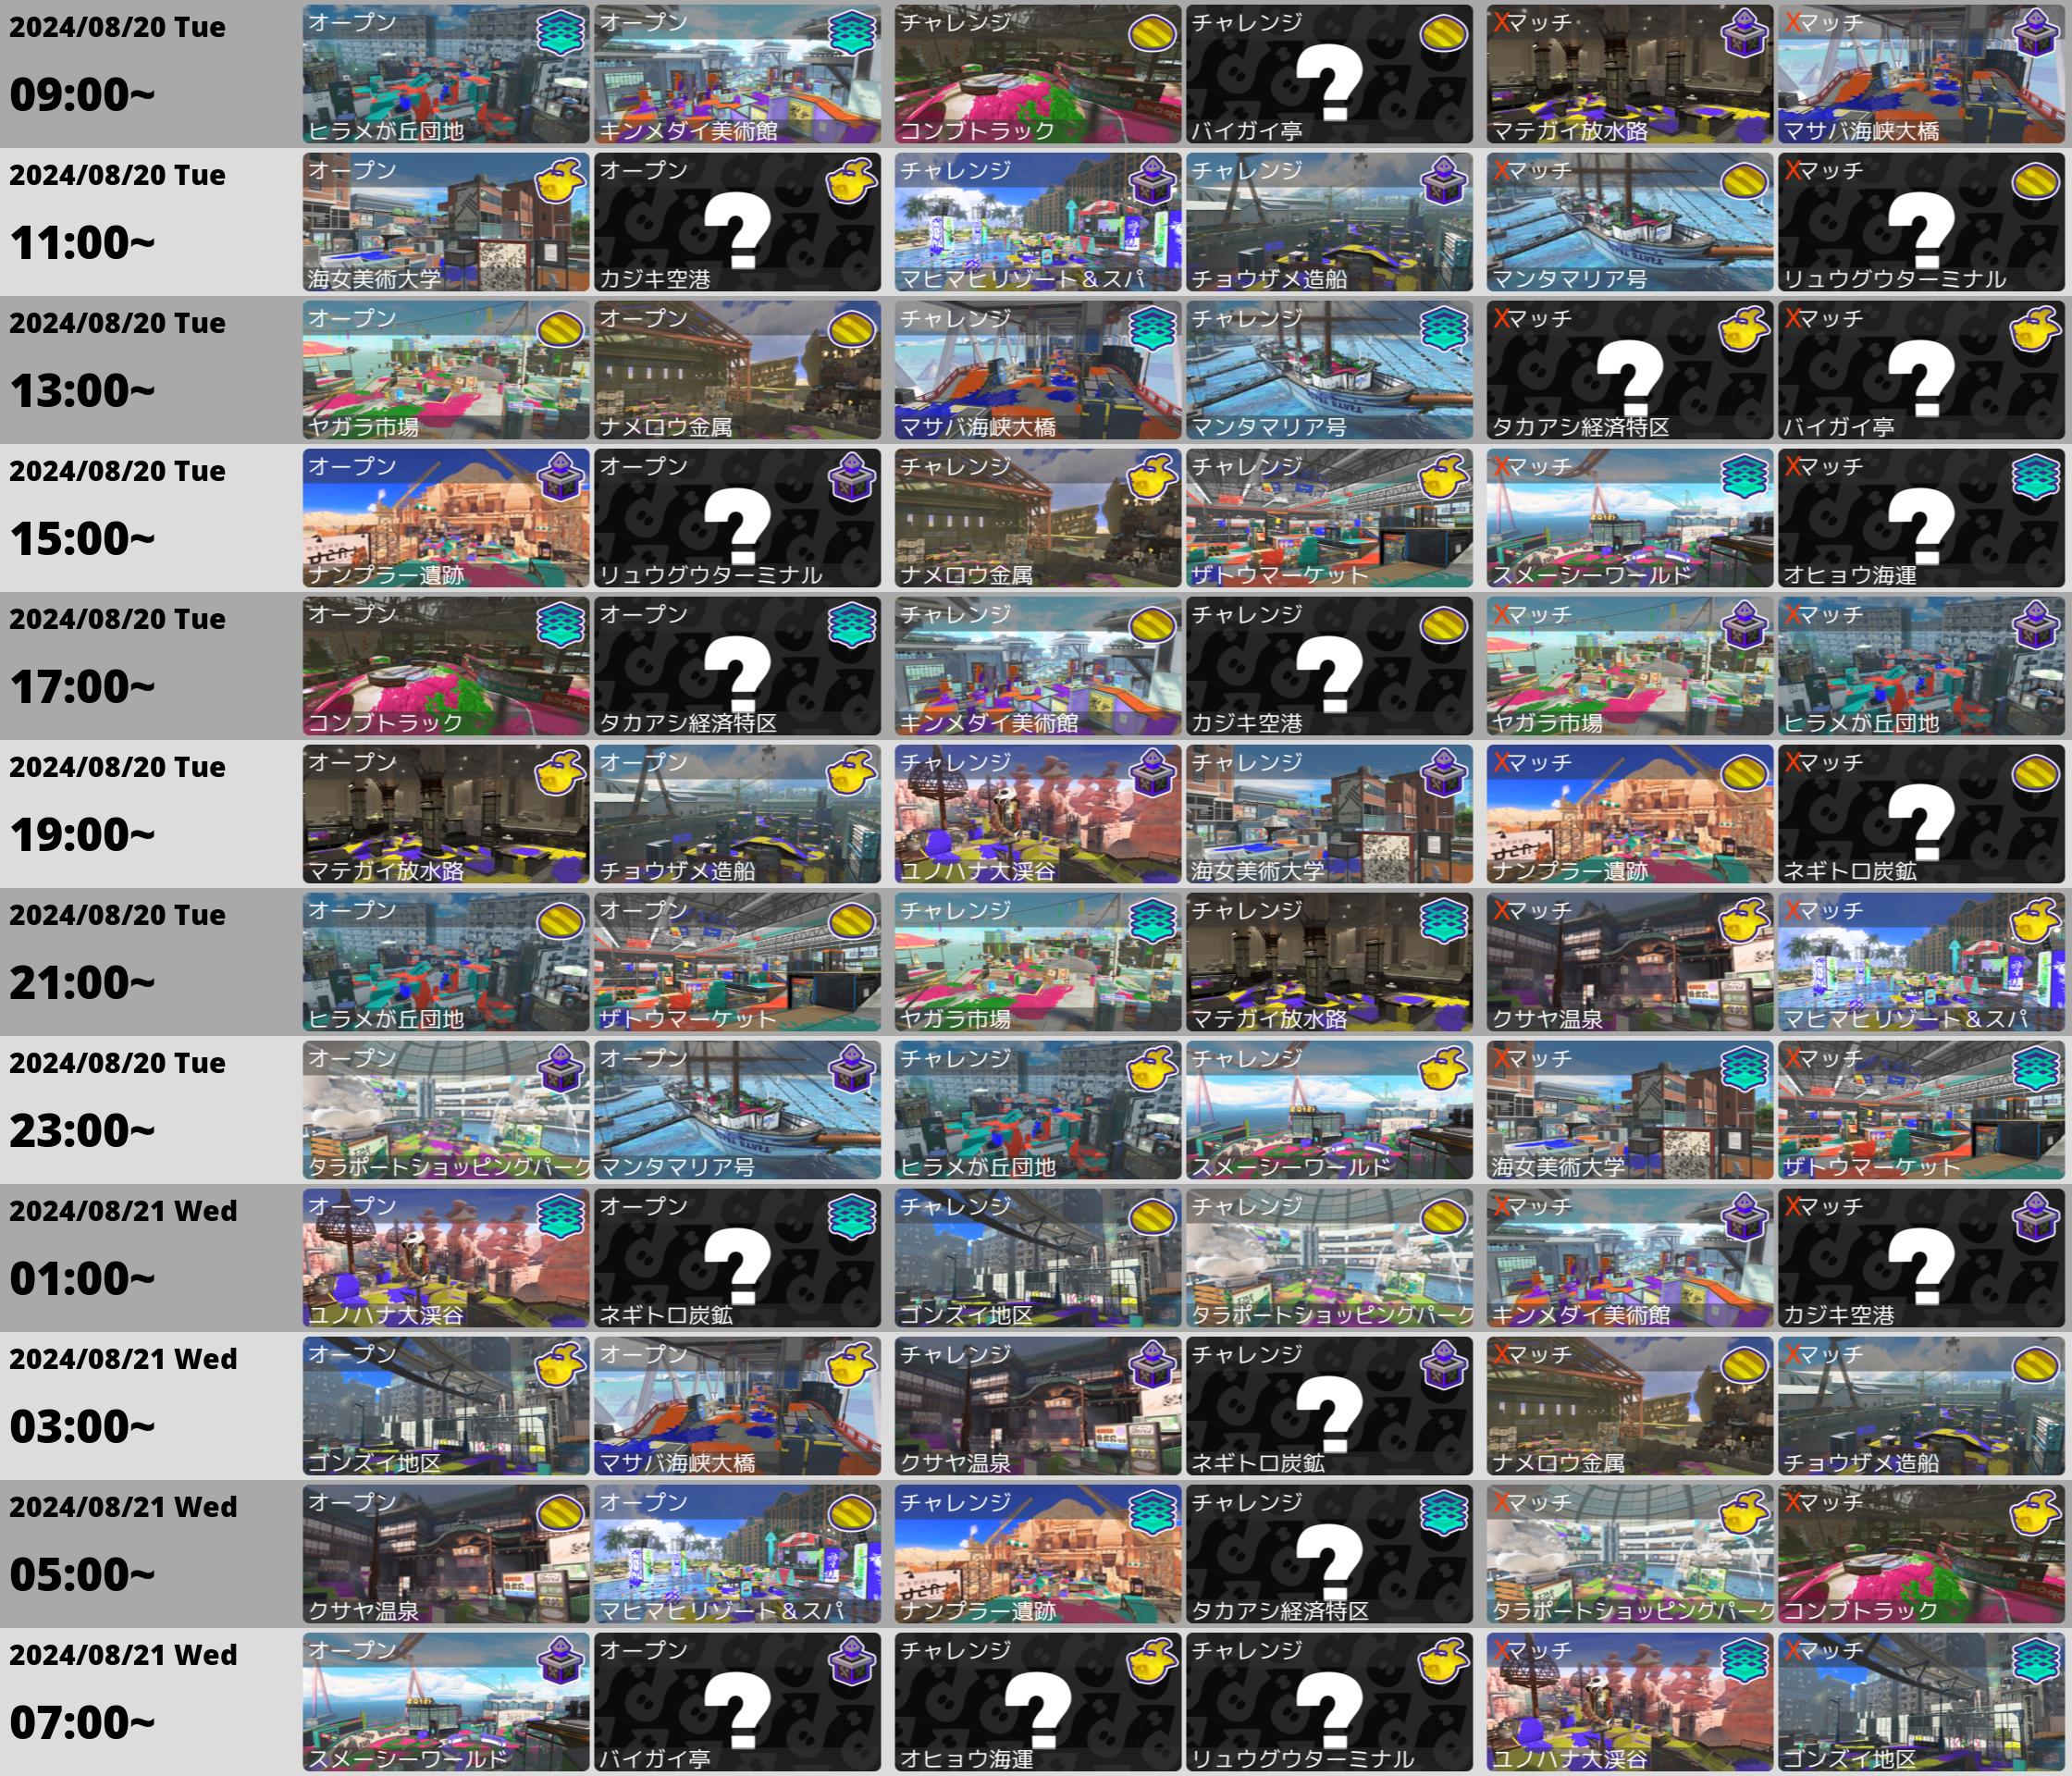 2024/08/20 Tue
09:00~
オープン オープン チャレンジ チャレンジ Xマッチ Xマッチ
ヒラメが丘団地 キンメダイ美術館 コンブトラック バイガイ亭 マテガイ放水路 マサバ海峡大橋
2024/08/20 Tue
11:00~
オープン オープン チャレンジ チャレンジ Xマッチ Xマッチ
海女美術大学 カジキ空港 マヒマヒリゾート＆スパ チョウザメ造船 マンタマリア号 リュウグウターミナル
2024/08/20 Tue
13:00~
オープン オープン チャレンジ チャレンジ Xマッチ Xマッチ
ヤガラ市場 ナメロウ金属 マサバ海峡大橋 マンタマリア号 タカアシ経済特区 バイガイ亭
2024/08/20 Tue
15:00~
オープン オープン チャレンジ チャレンジ Xマッチ Xマッチ
ナンプラー遺跡 リュウグウターミナル ナメロウ金属 ザトウマーケット スメーシーワールド オヒョウ海運
2024/08/20 Tue
17:00~
オープン オープン チャレンジ チャレンジ Xマッチ Xマッチ
コンブトラック タカアシ経済特区 キンメダイ美術館 カジキ空港 ヤガラ市場 ヒラメが丘団地
2024/08/20 Tue
19:00~
オープン オープン チャレンジ チャレンジ Xマッチ Xマッチ
マテガイ放水路 チョウザメ造船 ユノハナ大渓谷 海女美術大学 ナンプラー遺跡 ネギトロ炭鉱
2024/08/20 Tue
21:00~
オープン オープン チャレンジ チャレンジ Xマッチ Xマッチ
ヒラメが丘団地 ザトウマーケット ヤガラ市場 マテガイ放水路 クサヤ温泉 マヒマヒリゾート＆スパ
2024/08/20 Tue
23:00~
オープン オープン チャレンジ チャレンジ Xマッチ Xマッチ
タラポートショッピングパーク マンタマリア号 ヒラメが丘団地 スメーシーワールド 海女美術大学 ザトウマーケット
2024/08/21 Wed
01:00~
オープン オープン チャレンジ チャレンジ Xマッチ Xマッチ
ユノハナ大渓谷 ネギトロ炭鉱 ゴンズイ地区 タラポートショッピングパーク キンメダイ美術館 カジキ空港
2024/08/21 Wed
03:00~
オープン オープン チャレンジ チャレンジ Xマッチ Xマッチ
ゴンズイ地区 マサバ海峡大橋 クサヤ温泉 ネギトロ炭鉱 ナメロウ金属 チョウザメ造船
2024/08/21 Wed
05:00~
オープン オープン チャレンジ チャレンジ Xマッチ Xマッチ
クサヤ温泉 マヒマヒリゾート＆スパ ナンプラー遺跡 タカアシ経済特区 タラポートショッピングパーク コンブトラック
2024/08/21 Wed
07:00~
オープン オープン チャレンジ チャレンジ Xマッチ Xマッチ
スメーシーワールド バイガイ亭 オヒョウ海運 リュウグウターミナル ユノハナ大渓谷 ゴンズイ地区